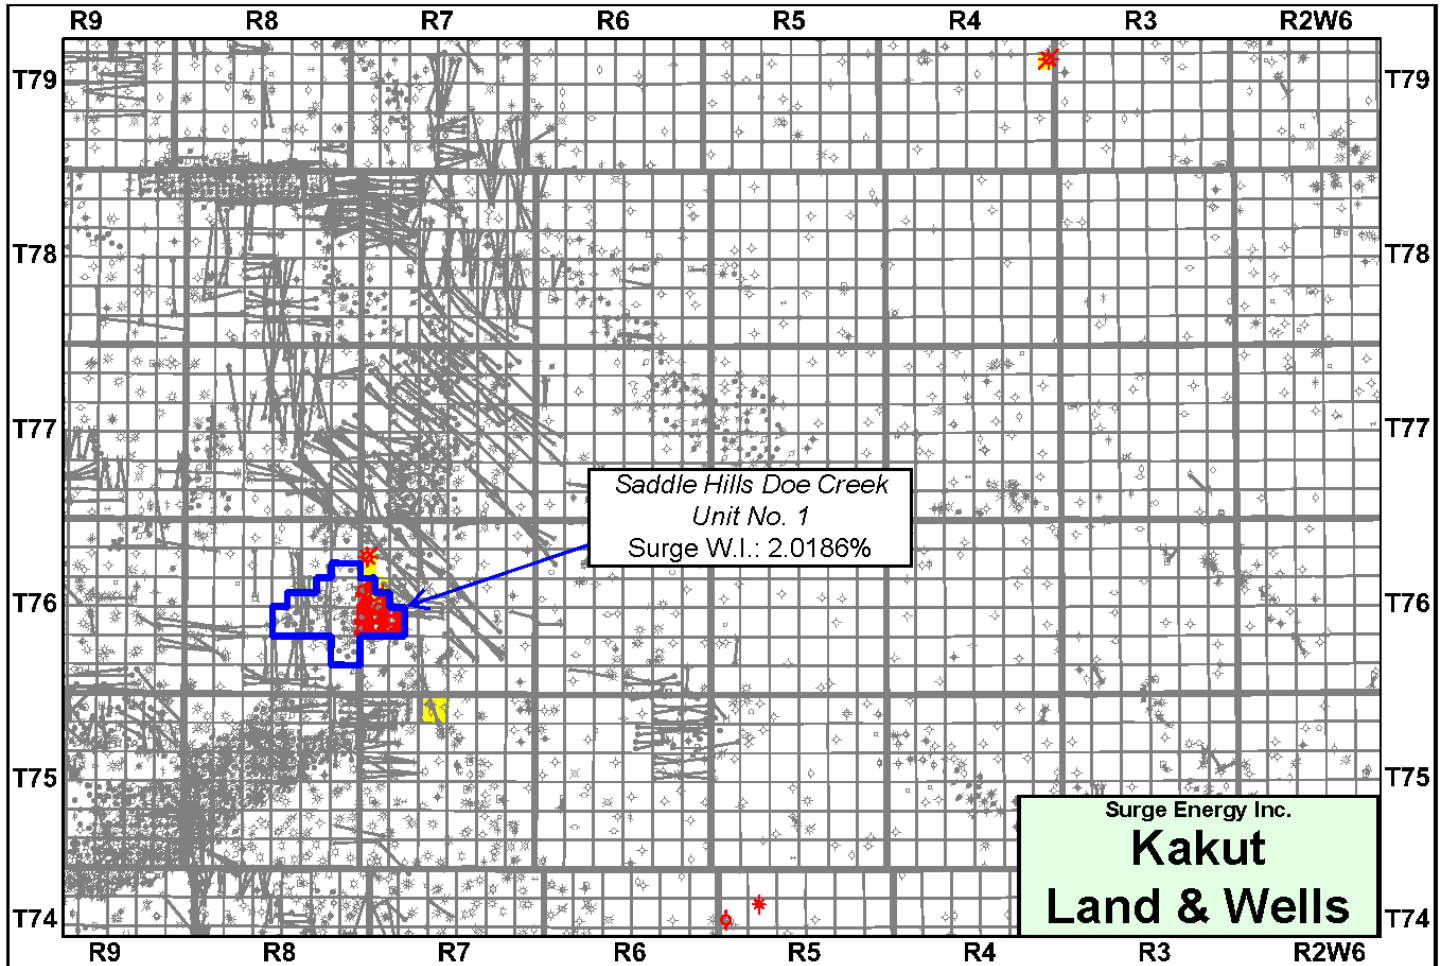 R9 R8 R7 R6 R5 R4 R3 R2W6
T79 T79
T78 T78
T77 T77
Saddle Hills Doe Creek
Unit No. 1
Surge W.I.: 2.0186%
T76 T76
T75 T75
Surge Energy Inc.
Kakut
Land & Wells
T74 T74
R9 R8 R7 R6 R5 R4 R3 R2W6